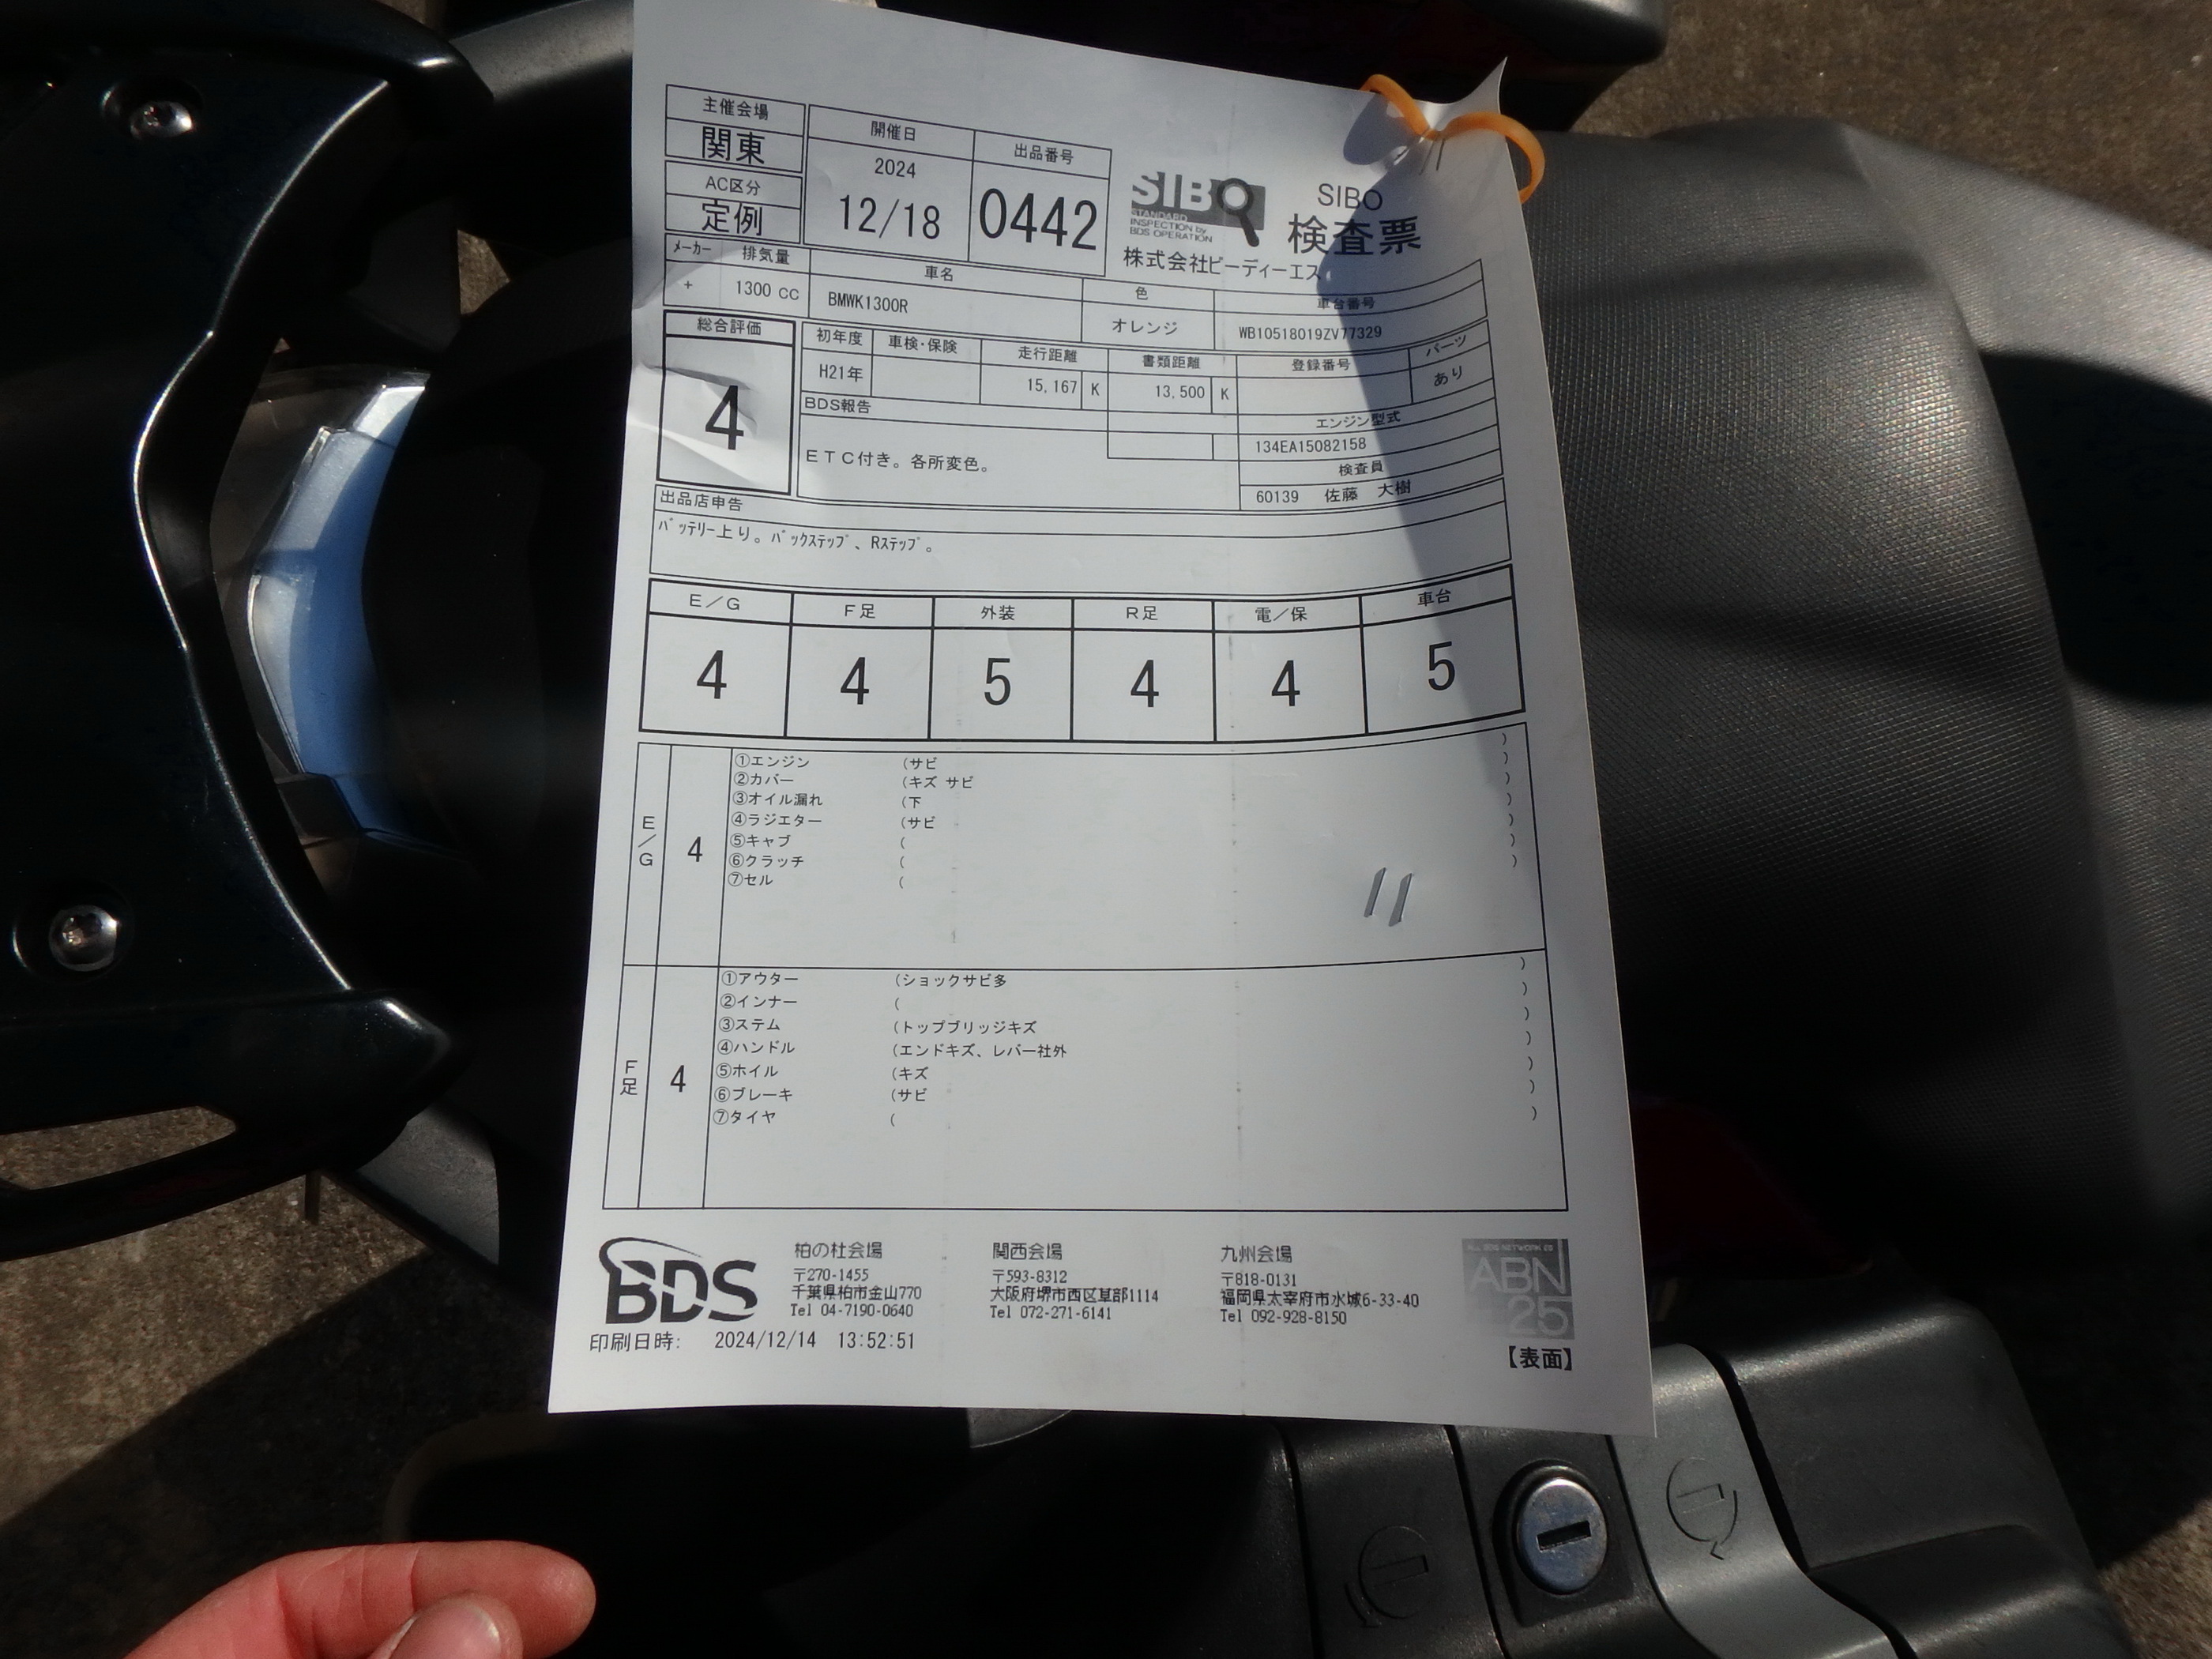 主催会場
関東
AC区分
定例
開催日
2024
12/18
出品番号
0442
SIBO
STANDARD
INSPECTION by
BDS OPERATION
SIBO
検査票
株式会社ビーディーエス
メーカー 排気量
+ 1300 CC
車名
BMWK1300R
色
オレンジ
車台番号
WB10518019ZV77329
総合評価
4
初年度
H21年
車検・保険
走行距離
15,167 K
書類距離
13,500 K
登録番号
パーツ
あり
BDS報告
ETC付き。各所変色。
エンジン型式
134EA15082158
検査員
60139 佐藤 大樹
出品店申告
バッテリー上り。バックステップ、Rステップ。
E/G F足 外装 R足 電/保 車台
4 4 5 4 4 5
E/G
4
①エンジン (サビ )
②カバー (キズ サビ )
③オイル漏れ (下 )
④ラジエター (サビ )
⑤キャブ ( )
⑥クラッチ ( )
⑦セル ( )
F足
4
①アウター (ショックサビ多 )
②インナー ( )
③ステム (トップブリッジキズ )
④ハンドル (エンドキズ、レバー社外 )
⑤ホイル (キズ )
⑥ブレーキ (サビ )
⑦タイヤ ( )
BDS
柏の杜会場
〒270-1455
千葉県柏市金山770
Tel 04-7190-0640
関西会場
〒593-8312
大阪府堺市西区草部1114
Tel 072-271-6141
九州会場
〒818-0131
福岡県太宰府市水城6-33-40
Tel 092-928-8150
ALL BDS NETWORK 25
ABN
25
印刷日時: 2024/12/14 13:52:51
【表面】